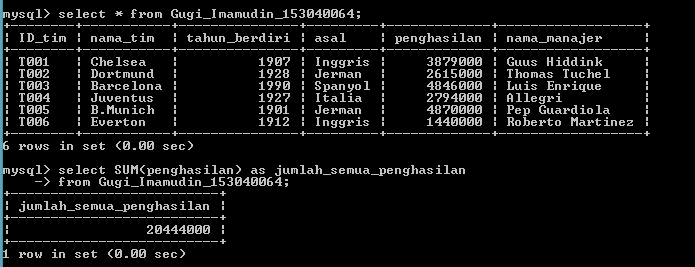 mysql> select * from Gugi_Imamudin_153040064;
+--------+-----------+---------------+---------+-------------+------------------+
| ID_tim | nama_tim | tahun_berdiri | asal | penghasilan | nama_manajer |
+--------+-----------+---------------+---------+-------------+------------------+
| T001 | Chelsea | 1907 | Inggris | 3879000 | Guus Hiddink |
| T002 | Dortmund | 1928 | Jerman | 2615000 | Thomas Tuchel |
| T003 | Barcelona | 1990 | Spanyol | 4846000 | Luis Enrique |
| T004 | Juventus | 1927 | Italia | 2794000 | Allegri |
| T005 | B.Munich | 1901 | Jerman | 4870000 | Pep Guardiola |
| T006 | Everton | 1912 | Inggris | 1440000 | Roberto Martinez |
+--------+-----------+---------------+---------+-------------+------------------+
6 rows in set (0.00 sec)
mysql> select SUM(penghasilan) as jumlah_semua_penghasilan
-> from Gugi_Imamudin_153040064;
+--------------------------+
| jumlah_semua_penghasilan |
+--------------------------+
| 20444000 |
+--------------------------+
1 row in set (0.00 sec)